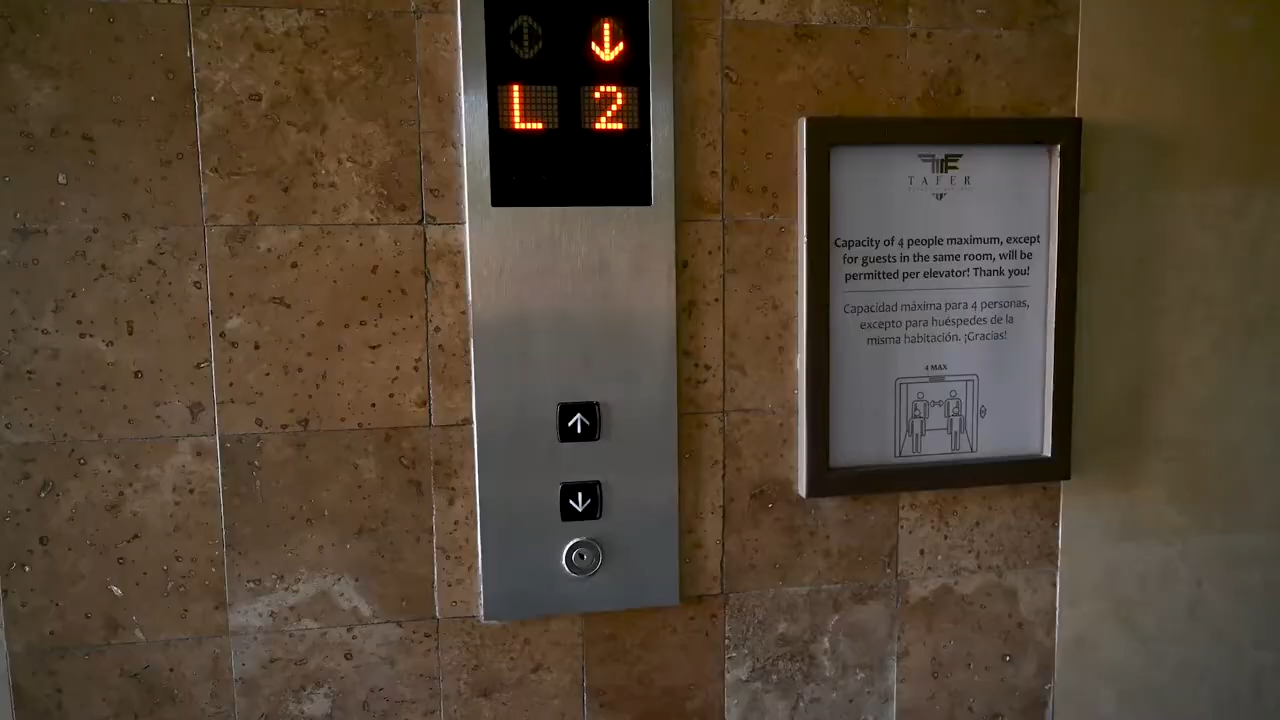 L 2
TAFER
Capacity of 4 people maximum, except
for guests in the same room, will be
permitted per elevator! Thank you!
Capacidad máxima para 4 personas,
excepto para huéspedes de la
misma habitación. ¡Gracias!
4 MAX